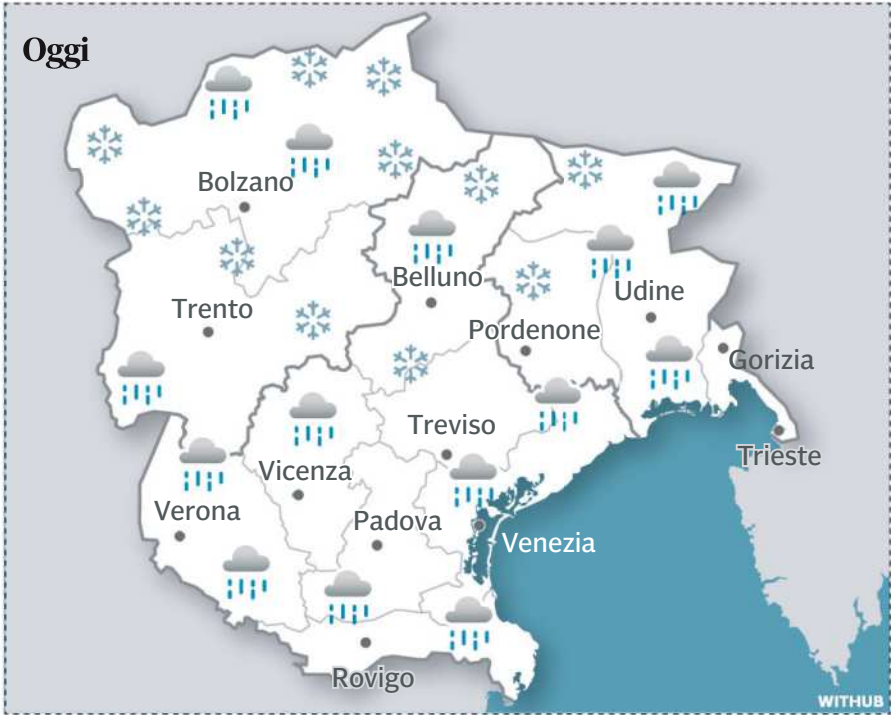 Oggi
Bolzano
Belluno
Udine
Trento
Pordenone
Gorizia
Treviso
Trieste
Vicenza
Verona
Padova
Venezia
Rovigo
WITHUB